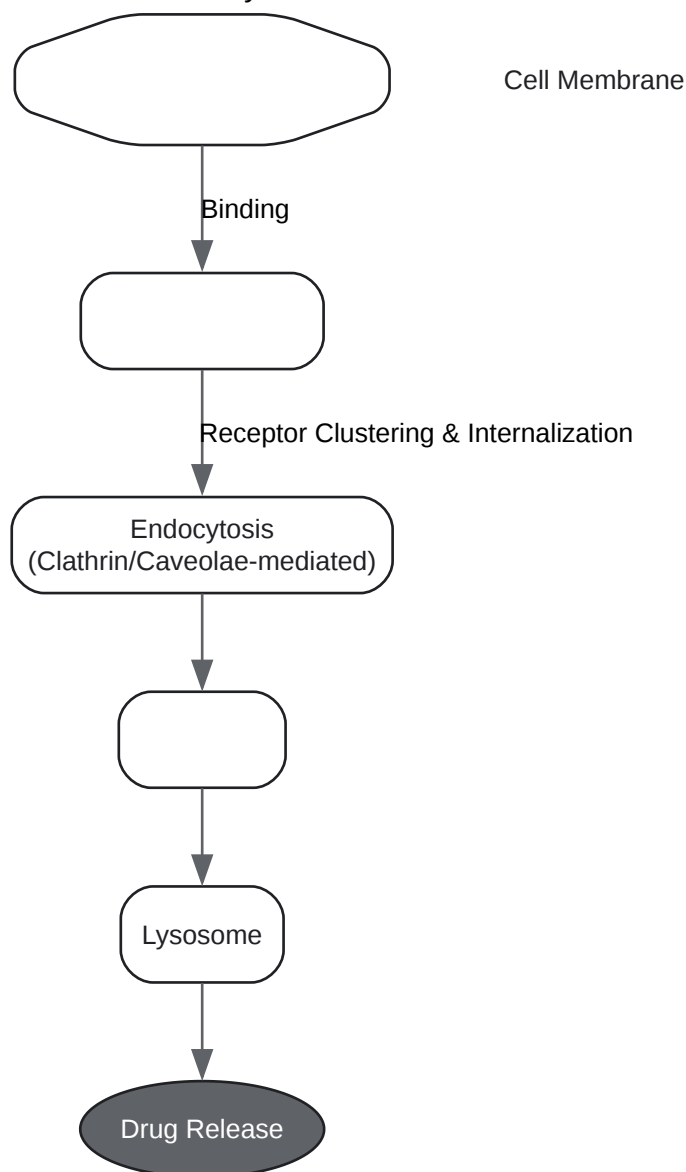 Cell Membrane
Binding
Receptor Clustering & Internalization
Endocytosis
(Clathrin/Caveolae-mediated)
Lysosome
Drug Release